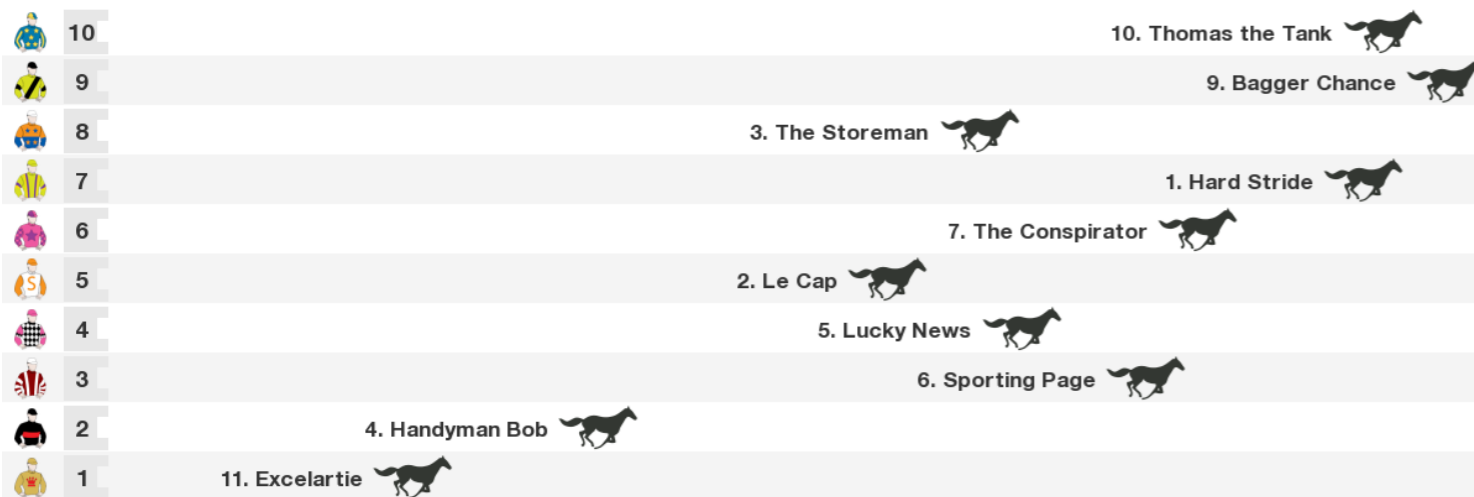 10 10. Thomas the Tank
9 9. Bagger Chance
8 3. The Storeman
7 1. Hard Stride
6 7. The Conspirator
5 S 2. Le Cap
4 5. Lucky News
3 6. Sporting Page
2 4. Handyman Bob
1 11. Excelartie